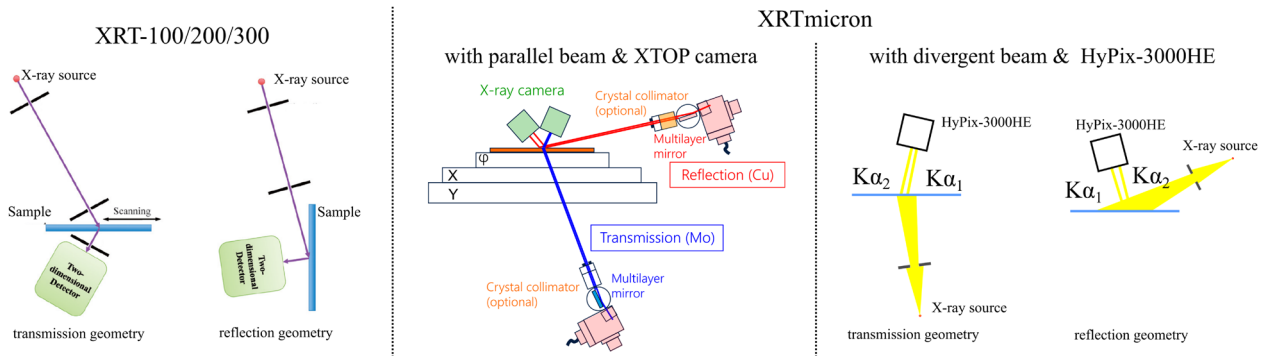 XRT-100/200/300
X-ray source
Sample
Scanning
Two-
dimensional
Detector
transmission geometry
X-ray source
Sample
Two-
dimensional
Detector
reflection geometry
XRTmicron
with parallel beam & XTOP camera
X-ray camera
Crystal collimator
(optional)
Multilayer
mirror
φ
X
Y
Reflection (Cu)
Transmission (Mo)
Crystal collimator
(optional)
Multilayer
mirror
with divergent beam & HyPix-3000HE
HyPix-3000HE
Kα2
Kα1
X-ray source
transmission geometry
HyPix-3000HE
X-ray source
Kα1
Kα2
reflection geometry